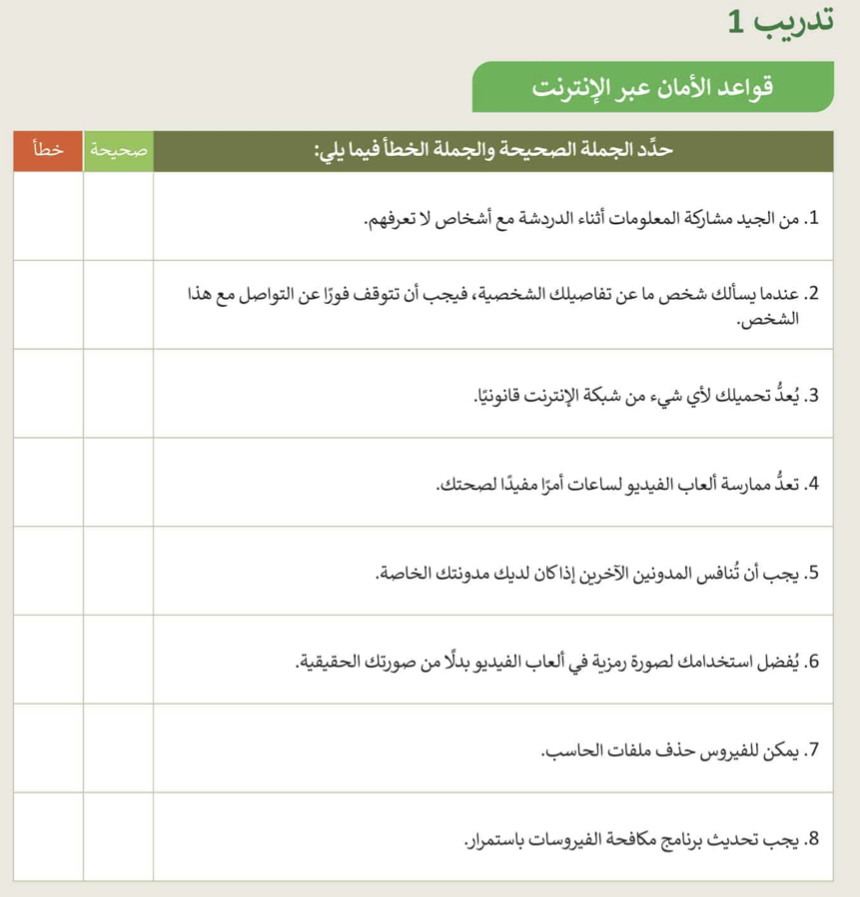 تدريب 1
قواعد الأمان عبر الإنترنت
حدِّد الجملة الصحيحة والجملة الخطأ فيما يلي: صحيحة خطأ
1. من الجيد مشاركة المعلومات أثناء الدردشة مع أشخاص لا تعرفهم.
2. عندما يسألك شخص ما عن تفاصيلك الشخصية، فيجب أن تتوقف فورًا عن التواصل مع هذا
الشخص.
3. يُعدُّ تحميلك لأي شيء من شبكة الإنترنت قانونيًا.
4. تعدُّ ممارسة ألعاب الفيديو لساعات أمرًا مفيدًا لصحتك.
5. يجب أن تُنافس المدونين الآخرين إذا كان لديك مدونتك الخاصة.
6. يُفضل استخدامك لصورة رمزية في ألعاب الفيديو بدلًا من صورتك الحقيقية.
7. يمكن للفيروس حذف ملفات الحاسب.
8. يجب تحديث برنامج مكافحة الفيروسات باستمرار.